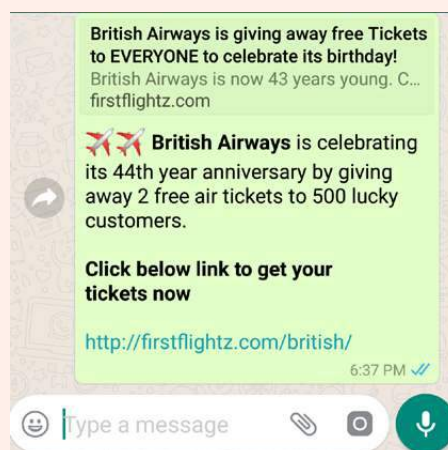 British Airways is giving away free Tickets
to EVERYONE to celebrate its birthday!
British Airways is now 43 years young. C...
firstflightz.com
British Airways is celebrating
its 44th year anniversary by giving
away 2 free air tickets to 500 lucky
customers.
Click below link to get your
tickets now
http://firstflightz.com/british/
6:37 PM
Type a message